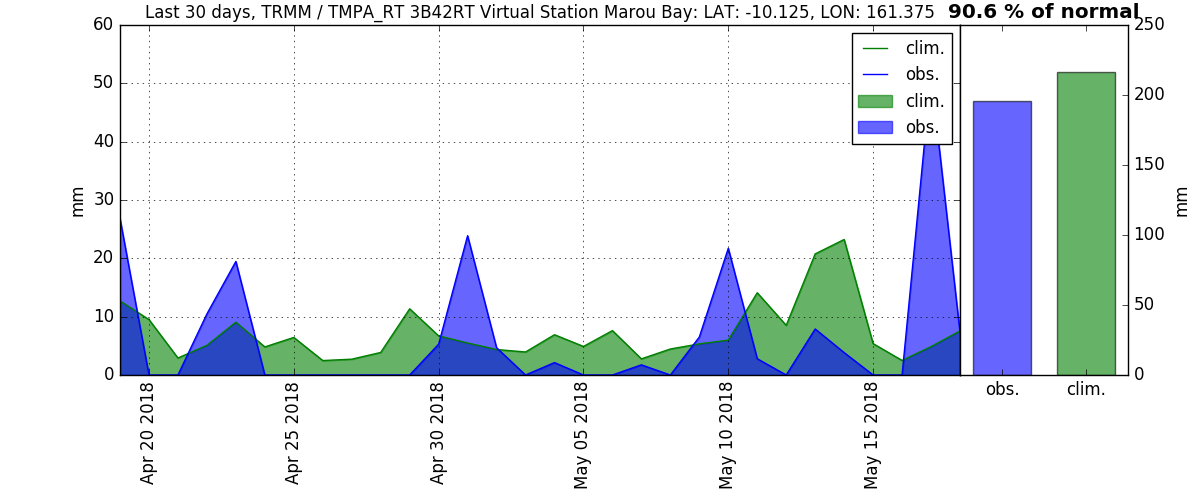 Last 30 days, TRMM / TMPA_RT 3B42RT Virtual Station Marou Bay: LAT: -10.125, LON: 161.375
90.6 % of normal
60
50
40
30
20
10
0
mm
clim.
obs.
clim.
obs.
250
200
150
100
50
0
mm
Apr 20 2018
Apr 25 2018
Apr 30 2018
May 05 2018
May 10 2018
May 15 2018
obs.
clim.